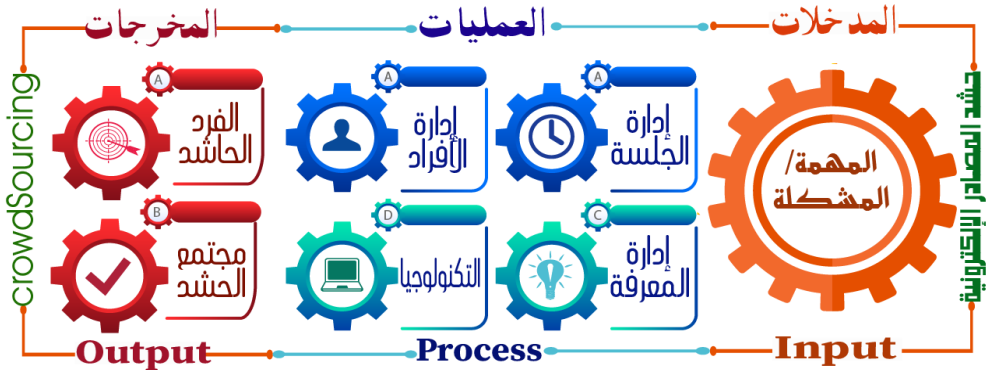 المدخلات
العمليات
المخرجات
حشد المصادر الإلكترونية
المهمة/
المشكلة
A
إدارة
الجلسة
A
إدارة
الأفراد
A
الفرد
الحاشد
C
إدارة
المعرفة
D
التكنولوجيا
B
مجتمع
الحشد
crowdSourcing
Input
Process
Output